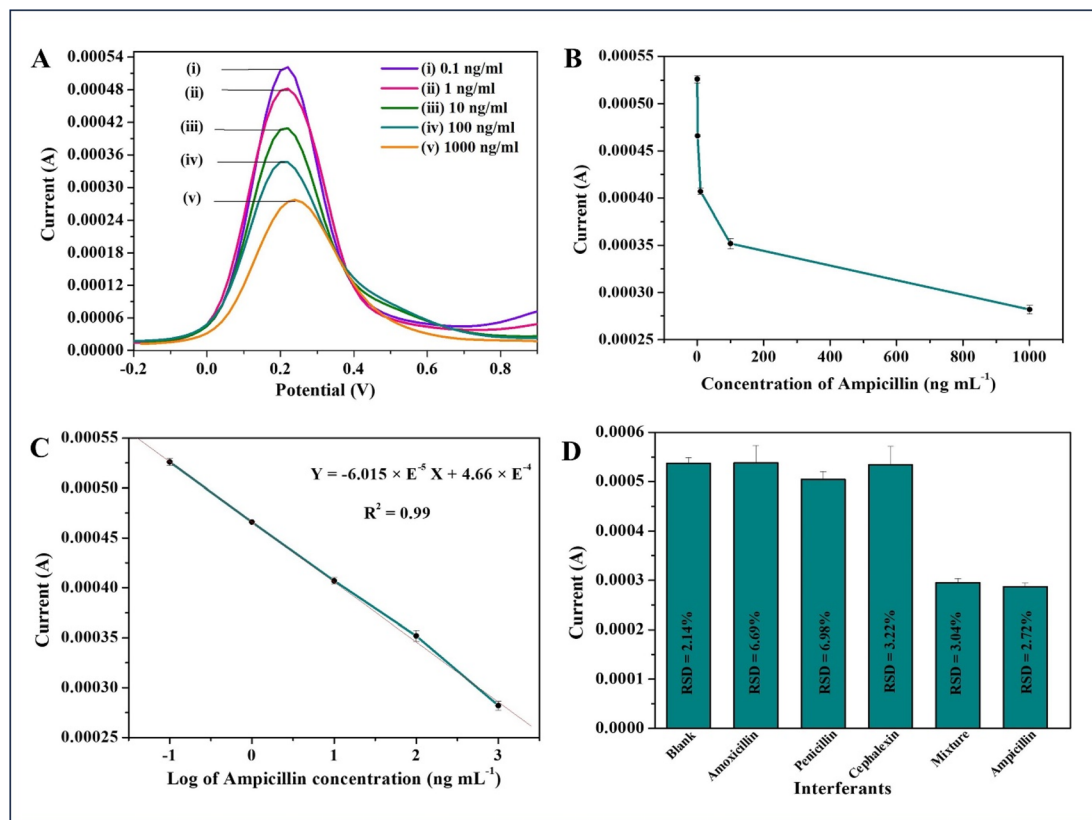 A
0.00054
0.00048
0.00042
0.00036
0.00030
0.00024
0.00018
0.00012
0.00006
0.00000
Current (A)
(i)
(ii)
(iii)
(iv)
(v)
(i) 0.1 ng/ml
(ii) 1 ng/ml
(iii) 10 ng/ml
(iv) 100 ng/ml
(v) 1000 ng/ml
-0.2 0.0 0.2 0.4 0.6 0.8
Potential (V)
B
0.00055
0.00050
0.00045
0.00040
0.00035
0.00030
0.00025
Current (A)
0 200 400 600 800 1000
Concentration of Ampicillin (ng mL⁻¹)
C
0.00055
0.00050
0.00045
0.00040
0.00035
0.00030
0.00025
Current (A)
Y = -6.015 × E⁻⁵ X + 4.66 × E⁻⁴
R² = 0.99
-1 0 1 2 3
Log of Ampicillin concentration (ng mL⁻¹)
D
0.0006
0.0005
0.0004
0.0003
0.0002
0.0001
0.0000
Current (A)
RSD = 2.14%
RSD = 6.69%
RSD = 6.98%
RSD = 3.22%
RSD = 3.04%
RSD = 2.72%
Blank
Amoxicillin
Penicillin
Cephalexin
Mixture
Ampicillin
Interferants